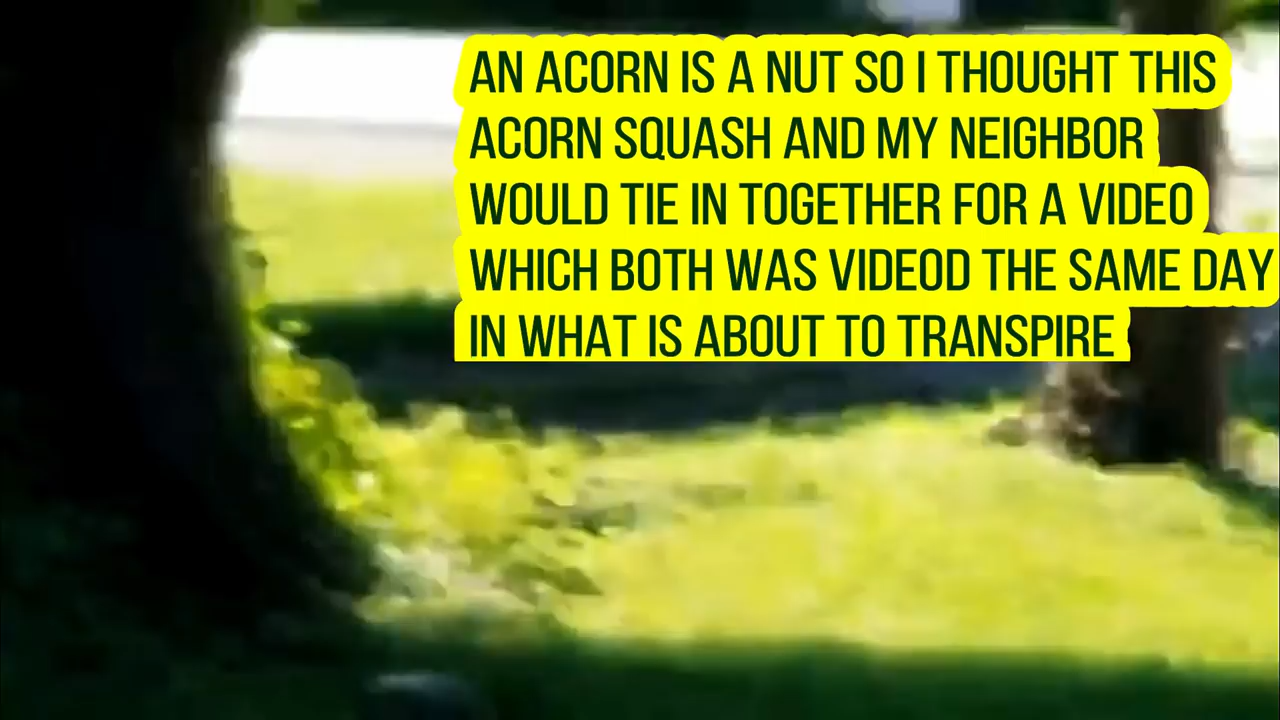 AN ACORN IS A NUT SO I THOUGHT THIS
ACORN SQUASH AND MY NEIGHBOR
WOULD TIE IN TOGETHER FOR A VIDEO
WHICH BOTH WAS VIDEOD THE SAME DAY
IN WHAT IS ABOUT TO TRANSPIRE